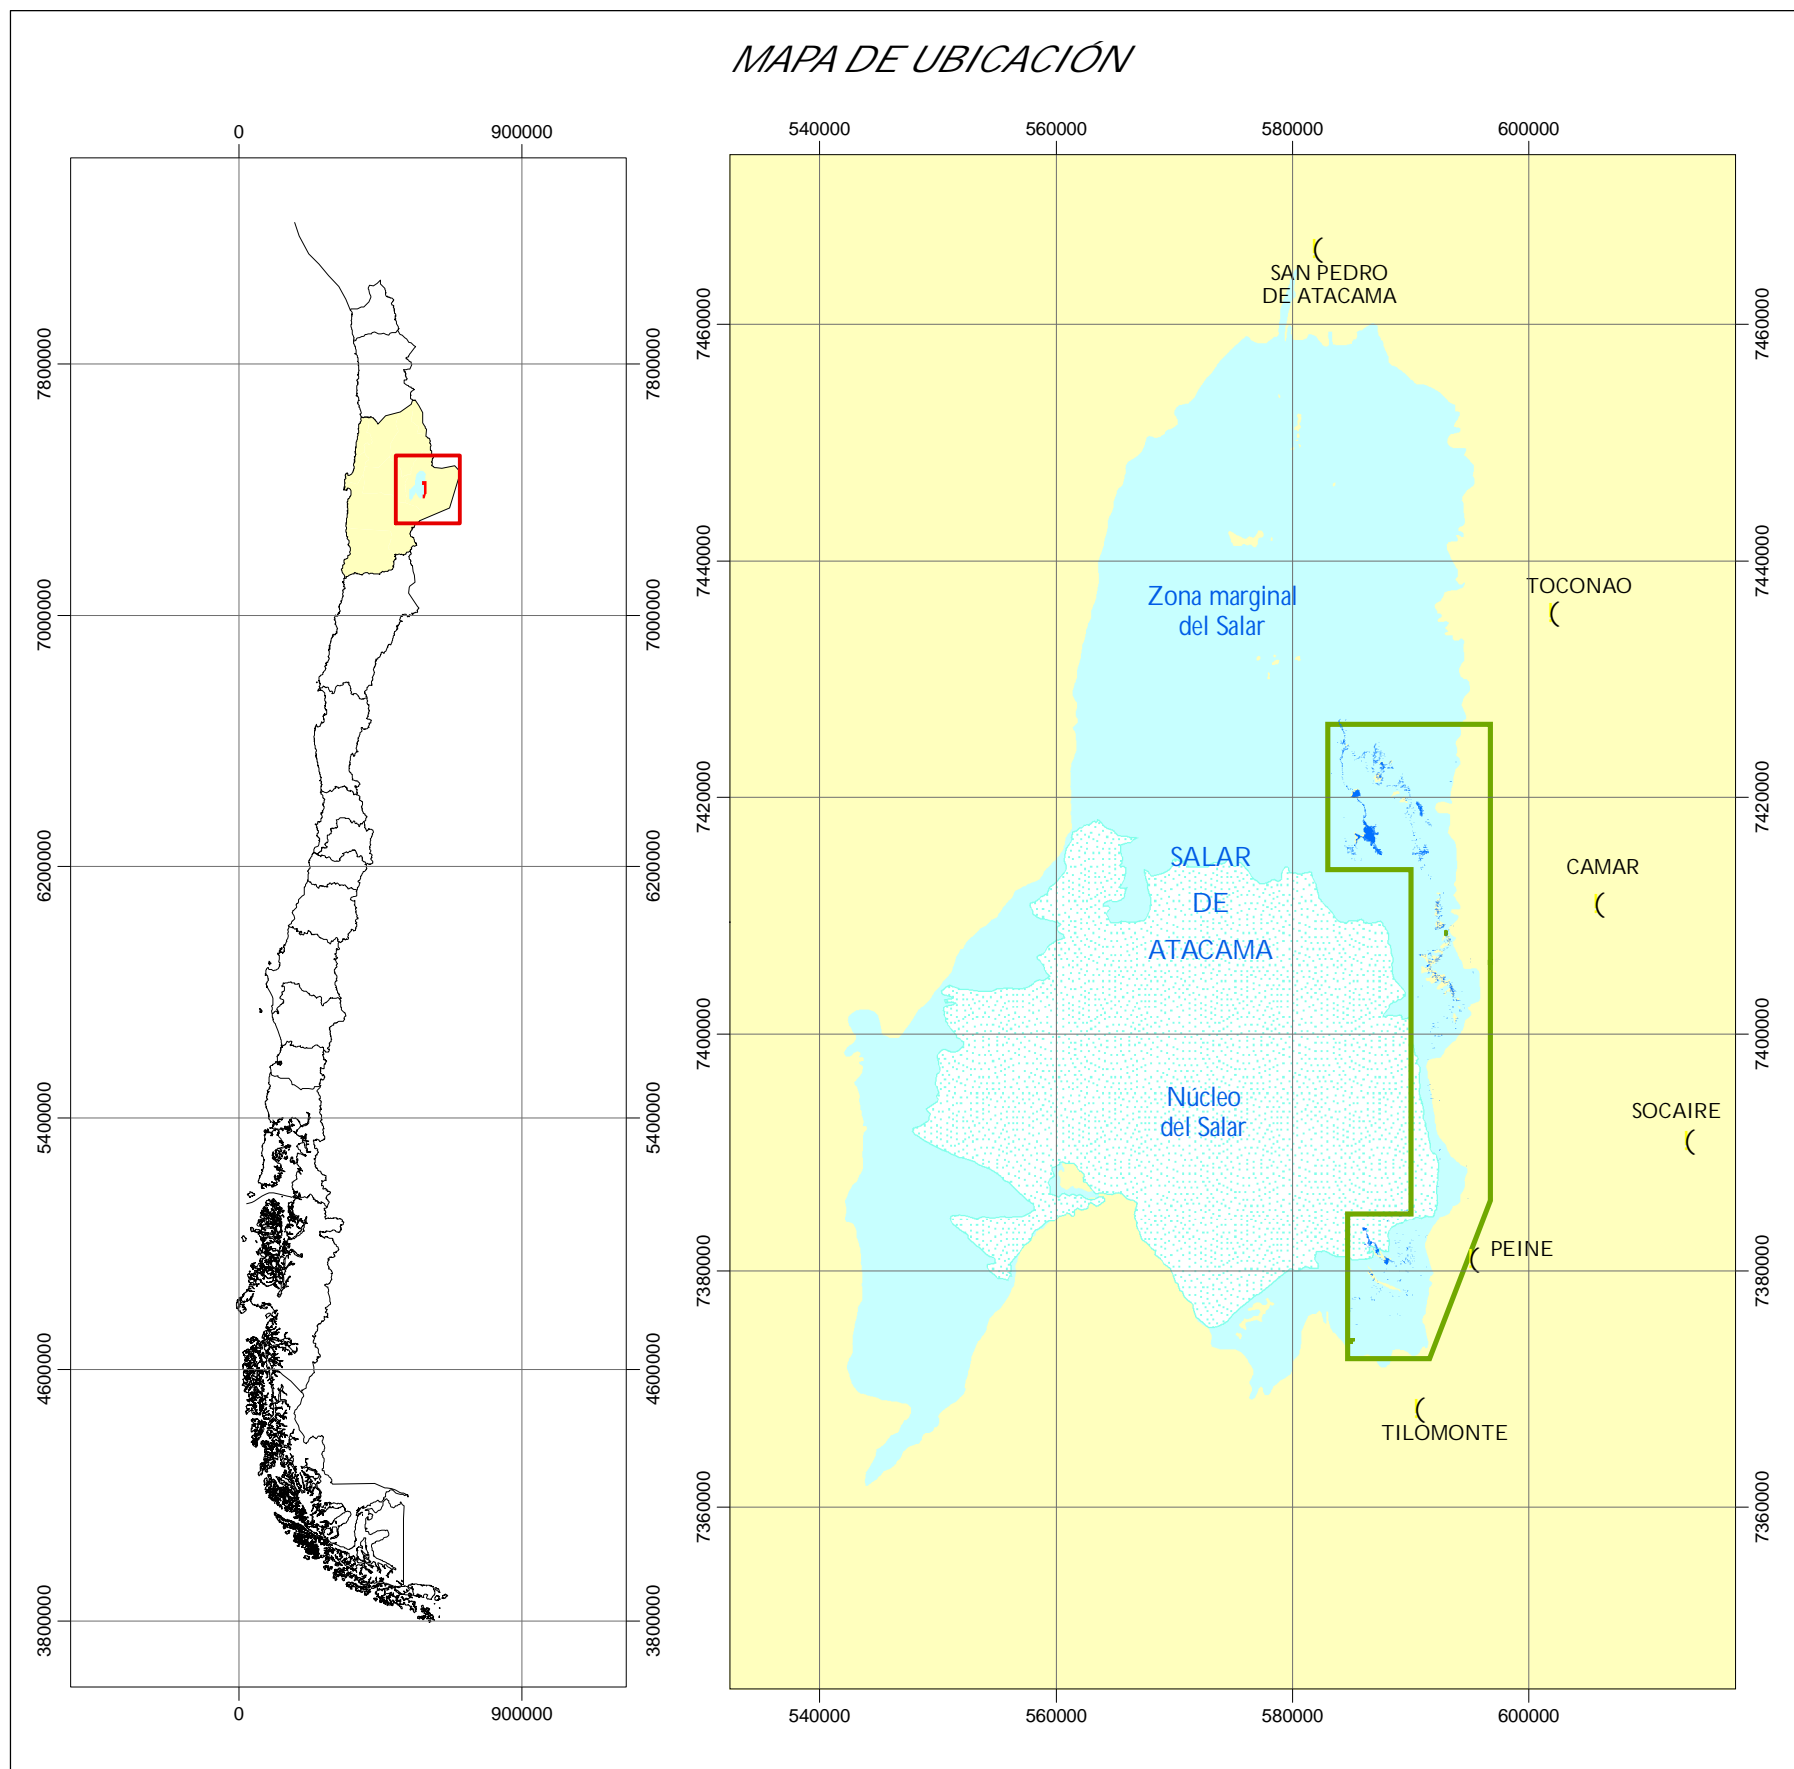 MAPA DE UBICACIÓN
0
900000
7800000
7800000
7000000
7000000
6200000
6200000
5400000
5400000
4600000
4600000
3800000
3800000
0
900000
540000
560000
580000
600000
SAN PEDRO
DE ATACAMA
7460000
7460000
7440000
7440000
TOCONAO
Zona marginal
del Salar
7420000
7420000
SALAR
DE
ATACAMA
CAMAR
7400000
7400000
Núcleo
del Salar
SOCAIRE
PEINE
7380000
7380000
TILOMONTE
7360000
7360000
540000
560000
580000
600000